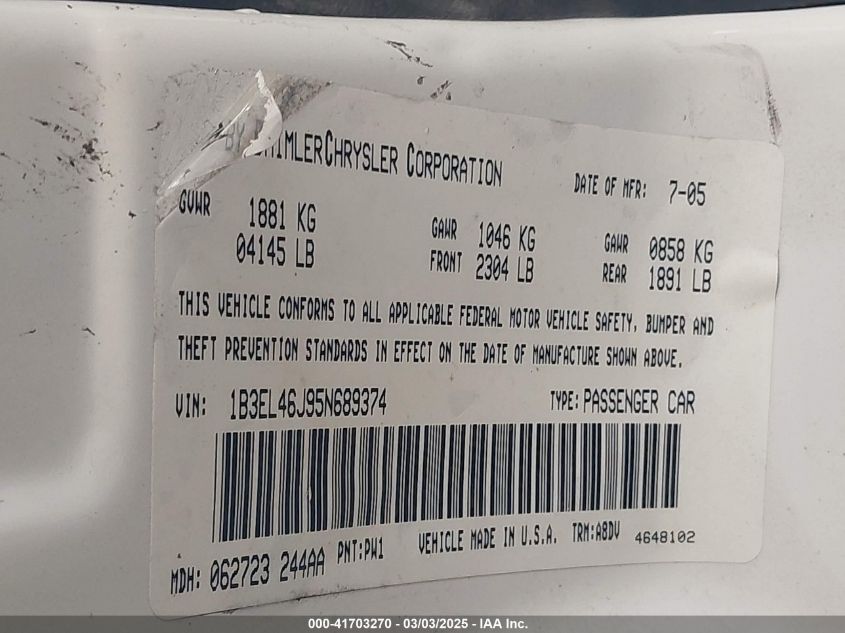 BY DAIMLERCHRYSLER CORPORATION
DATE OF MFR: 7-05
GVWR 1881 KG
04145 LB
GAWR 1046 KG
FRONT 2304 LB
GAWR 0858 KG
REAR 1891 LB
THIS VEHICLE CONFORMS TO ALL APPLICABLE FEDERAL MOTOR VEHICLE SAFETY, BUMPER AND
THEFT PREVENTION STANDARDS IN EFFECT ON THE DATE OF MANUFACTURE SHOWN ABOVE.
VIN: 1B3EL46J95N689374 TYPE: PASSENGER CAR
MDH: 062723 244AA PNT:PW1 VEHICLE MADE IN U.S.A. TRM:A8DV 4648102
000-41703270 - 03/03/2025 - IAA Inc.